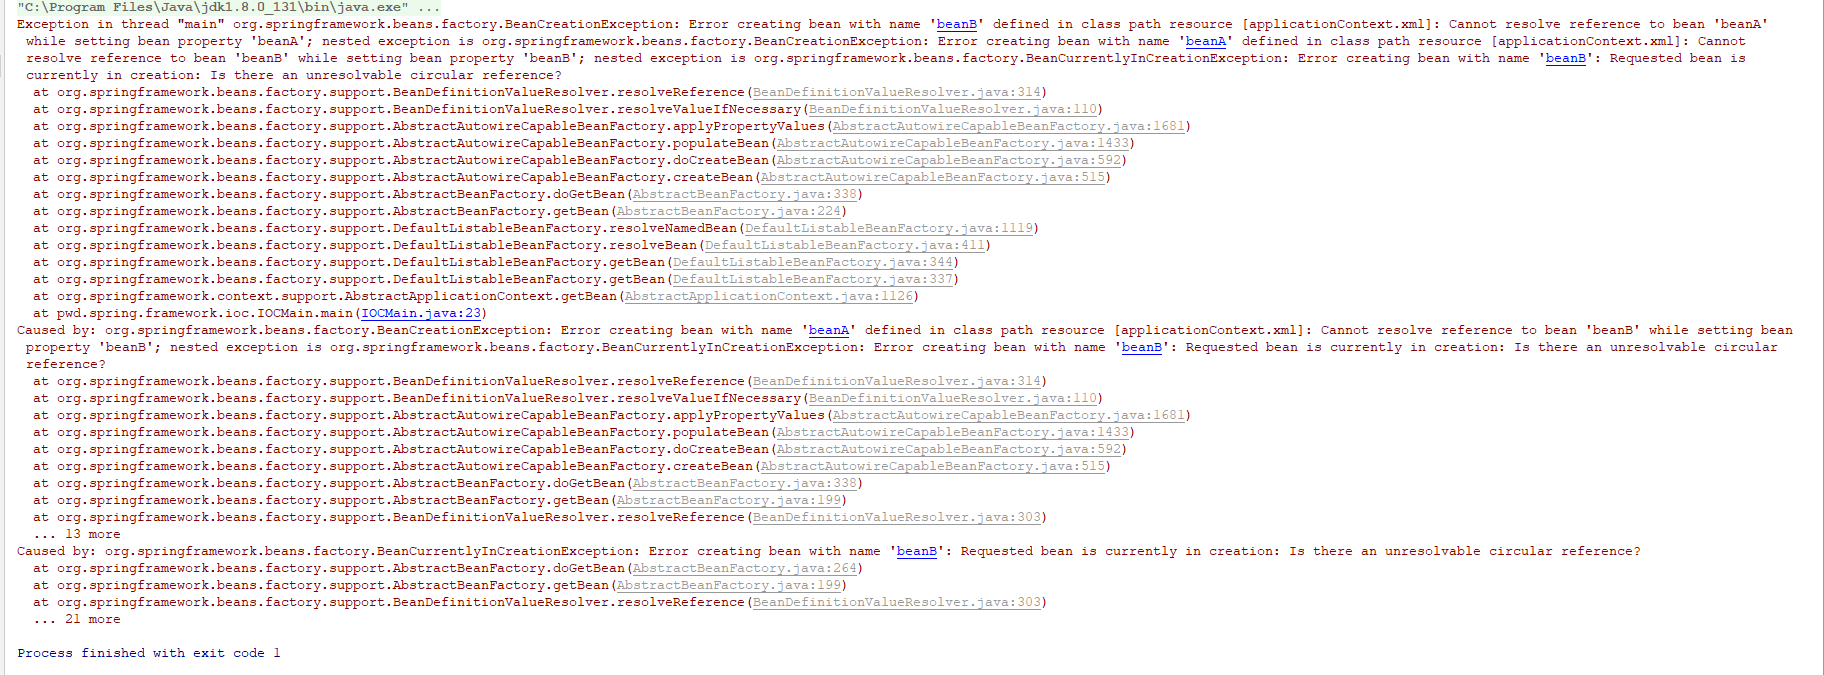 "C:\Program Files\Java\jdk1.8.0_131\bin\java.exe" ...
Exception in thread "main" org.springframework.beans.factory.BeanCreationException: Error creating bean with name 'beanB' defined in class path resource [applicationContext.xml]: Cannot resolve reference to bean 'beanA'
while setting bean property 'beanA'; nested exception is org.springframework.beans.factory.BeanCreationException: Error creating bean with name 'beanA' defined in class path resource [applicationContext.xml]: Cannot
resolve reference to bean 'beanB' while setting bean property 'beanB'; nested exception is org.springframework.beans.factory.BeanCurrentlyInCreationException: Error creating bean with name 'beanB': Requested bean is
currently in creation: Is there an unresolvable circular reference?
at org.springframework.beans.factory.support.BeanDefinitionValueResolver.resolveReference(BeanDefinitionValueResolver.java:314)
at org.springframework.beans.factory.support.BeanDefinitionValueResolver.resolveValueIfNecessary(BeanDefinitionValueResolver.java:110)
at org.springframework.beans.factory.support.AbstractAutowireCapableBeanFactory.applyPropertyValues(AbstractAutowireCapableBeanFactory.java:1681)
at org.springframework.beans.factory.support.AbstractAutowireCapableBeanFactory.populateBean(AbstractAutowireCapableBeanFactory.java:1433)
at org.springframework.beans.factory.support.AbstractAutowireCapableBeanFactory.doCreateBean(AbstractAutowireCapableBeanFactory.java:592)
at org.springframework.beans.factory.support.AbstractAutowireCapableBeanFactory.createBean(AbstractAutowireCapableBeanFactory.java:515)
at org.springframework.beans.factory.support.AbstractBeanFactory.doGetBean(AbstractBeanFactory.java:338)
at org.springframework.beans.factory.support.AbstractBeanFactory.getBean(AbstractBeanFactory.java:224)
at org.springframework.beans.factory.support.DefaultListableBeanFactory.resolveNamedBean(DefaultListableBeanFactory.java:1119)
at org.springframework.beans.factory.support.DefaultListableBeanFactory.resolveBean(DefaultListableBeanFactory.java:411)
at org.springframework.beans.factory.support.DefaultListableBeanFactory.getBean(DefaultListableBeanFactory.java:344)
at org.springframework.beans.factory.support.DefaultListableBeanFactory.getBean(DefaultListableBeanFactory.java:337)
at org.springframework.context.support.AbstractApplicationContext.getBean(AbstractApplicationContext.java:1126)
at pwd.spring.framework.ioc.IOCMain.main(IOCMain.java:23)
Caused by: org.springframework.beans.factory.BeanCreationException: Error creating bean with name 'beanA' defined in class path resource [applicationContext.xml]: Cannot resolve reference to bean 'beanB' while setting bean
property 'beanB'; nested exception is org.springframework.beans.factory.BeanCurrentlyInCreationException: Error creating bean with name 'beanB': Requested bean is currently in creation: Is there an unresolvable circular
reference?
at org.springframework.beans.factory.support.BeanDefinitionValueResolver.resolveReference(BeanDefinitionValueResolver.java:314)
at org.springframework.beans.factory.support.BeanDefinitionValueResolver.resolveValueIfNecessary(BeanDefinitionValueResolver.java:110)
at org.springframework.beans.factory.support.AbstractAutowireCapableBeanFactory.applyPropertyValues(AbstractAutowireCapableBeanFactory.java:1681)
at org.springframework.beans.factory.support.AbstractAutowireCapableBeanFactory.populateBean(AbstractAutowireCapableBeanFactory.java:1433)
at org.springframework.beans.factory.support.AbstractAutowireCapableBeanFactory.doCreateBean(AbstractAutowireCapableBeanFactory.java:592)
at org.springframework.beans.factory.support.AbstractAutowireCapableBeanFactory.createBean(AbstractAutowireCapableBeanFactory.java:515)
at org.springframework.beans.factory.support.AbstractBeanFactory.doGetBean(AbstractBeanFactory.java:338)
at org.springframework.beans.factory.support.AbstractBeanFactory.getBean(AbstractBeanFactory.java:199)
at org.springframework.beans.factory.support.BeanDefinitionValueResolver.resolveReference(BeanDefinitionValueResolver.java:303)
... 13 more
Caused by: org.springframework.beans.factory.BeanCurrentlyInCreationException: Error creating bean with name 'beanB': Requested bean is currently in creation: Is there an unresolvable circular reference?
at org.springframework.beans.factory.support.AbstractBeanFactory.doGetBean(AbstractBeanFactory.java:264)
at org.springframework.beans.factory.support.AbstractBeanFactory.getBean(AbstractBeanFactory.java:199)
at org.springframework.beans.factory.support.BeanDefinitionValueResolver.resolveReference(BeanDefinitionValueResolver.java:303)
... 21 more
Process finished with exit code 1